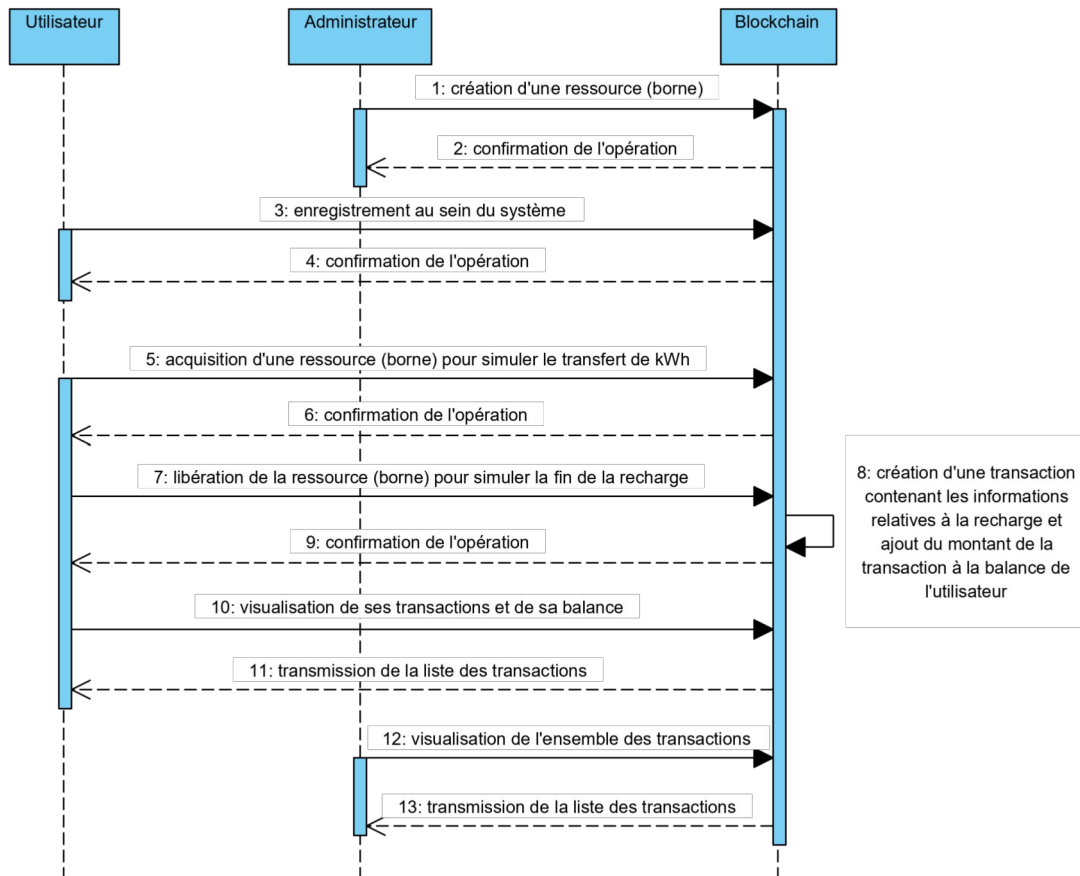 Utilisateur
Administrateur
Blockchain
1: création d'une ressource (borne)
2: confirmation de l'opération
3: enregistrement au sein du système
4: confirmation de l'opération
5: acquisition d'une ressource (borne) pour simuler le transfert de kWh
6: confirmation de l'opération
7: libération de la ressource (borne) pour simuler la fin de la recharge
8: création d'une transaction
contenant les informations
relatives à la recharge et
ajout du montant de la
transaction à la balance de
l'utilisateur
9: confirmation de l'opération
10: visualisation de ses transactions et de sa balance
11: transmission de la liste des transactions
12: visualisation de l'ensemble des transactions
13: transmission de la liste des transactions